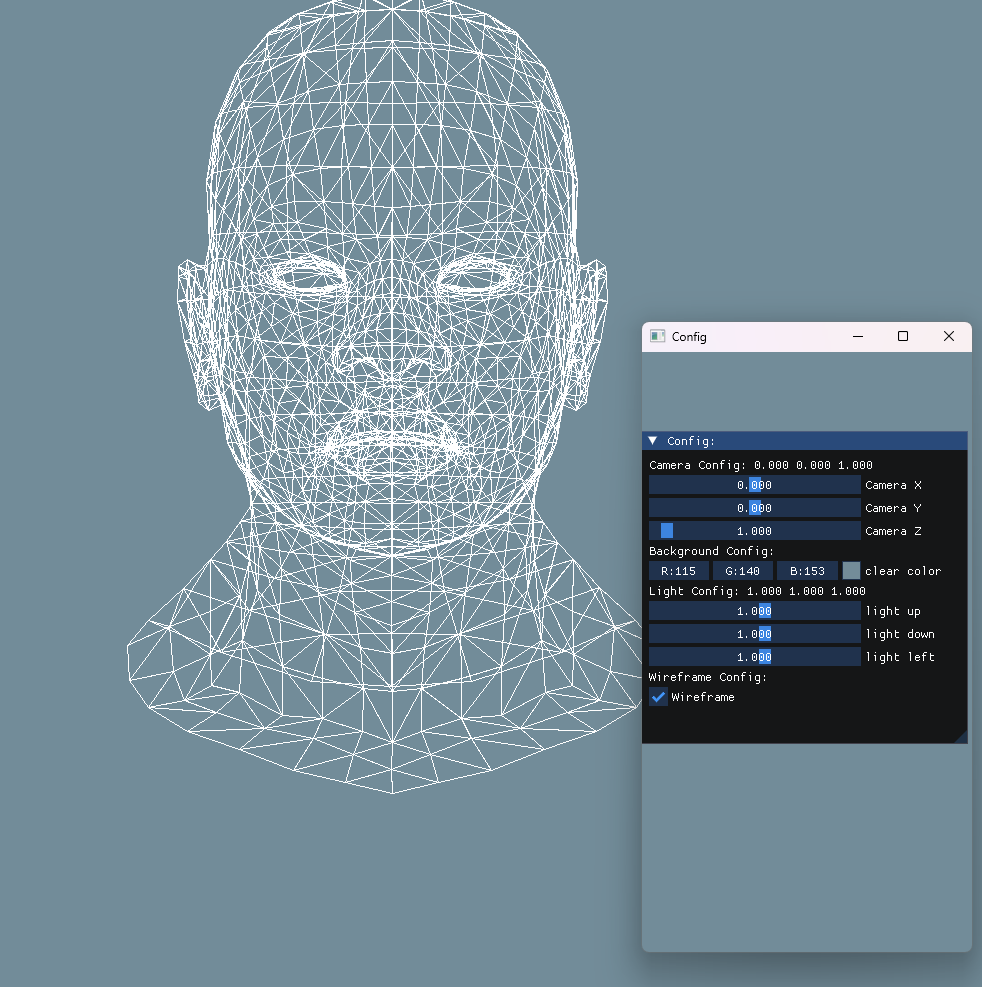 Config
Config:
Camera Config: 0.000 0.000 1.000
0.000 Camera X
0.000 Camera Y
1.000 Camera Z
Background Config:
R:115 G:140 B:153 clear color
Light Config: 1.000 1.000 1.000
1.000 light up
1.000 light down
1.000 light left
Wireframe Config:
Wireframe